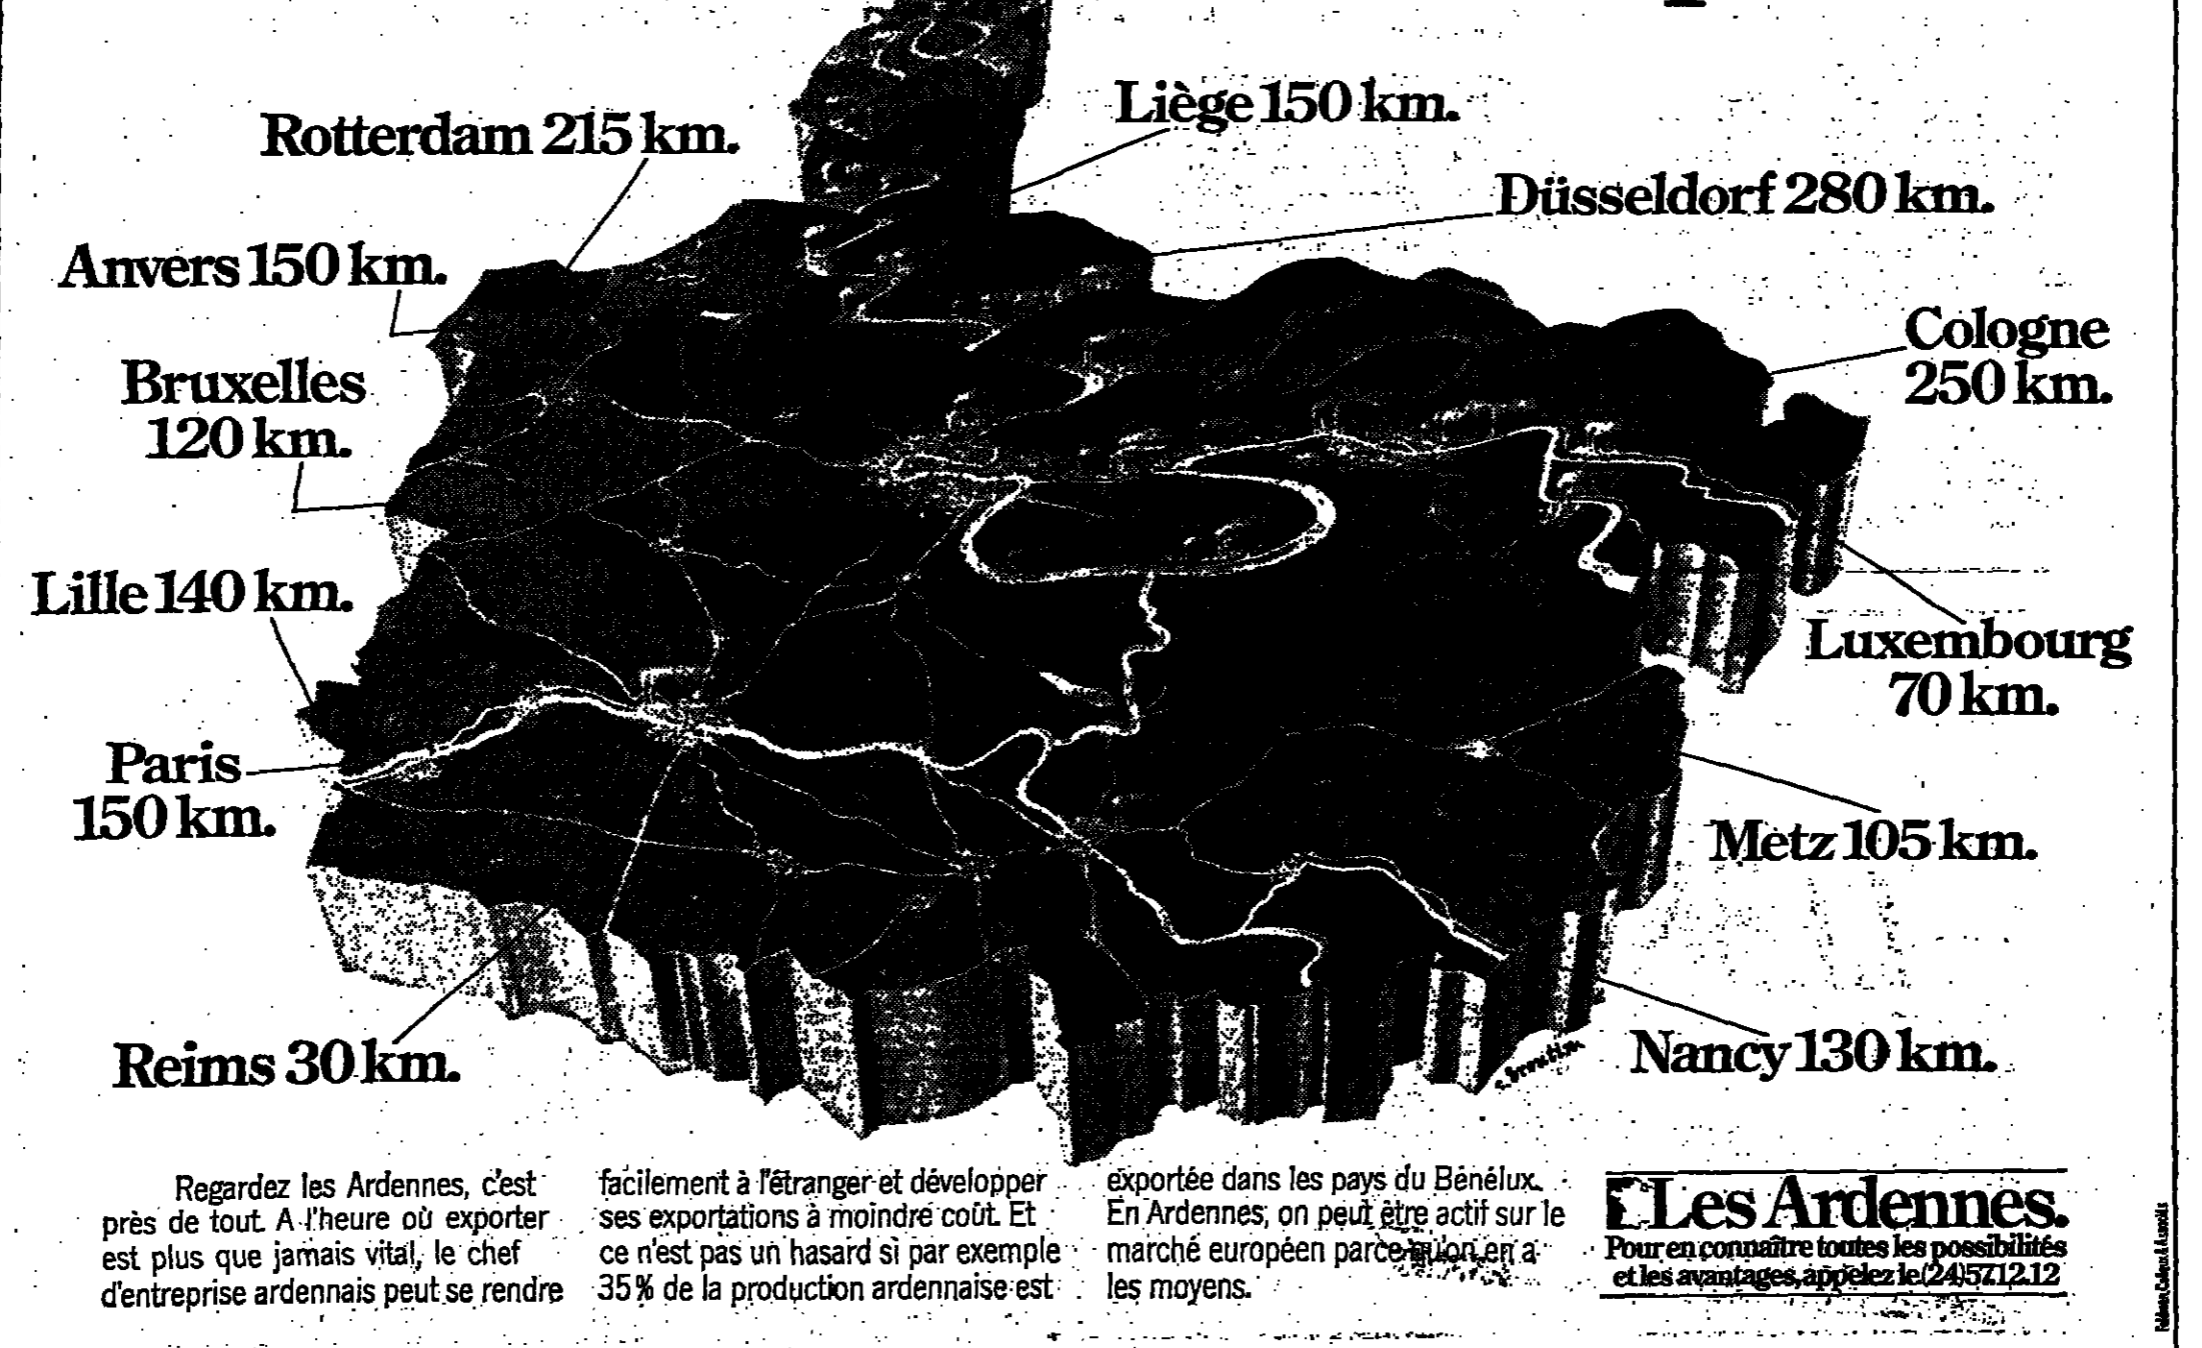 Liège 150 km.
Rotterdam 215 km.
Düsseldorf 280 km.
Anvers 150 km.
Cologne
250 km.
Bruxelles
120 km.
Lille 140 km.
Luxembourg
70 km.
Paris
150 km.
Metz 105 km.
Reims 30 km.
Nancy 130 km.
Regardez les Ardennes, c'est
près de tout. A l'heure où exporter
est plus que jamais vital, le chef
d'entreprise ardennais peut se rendre
facilement à l'étranger et développer
ses exportations à moindre coût. Et
ce n'est pas un hasard si par exemple
35% de la production ardennaise est
exportée dans les pays du Bénélux.
En Ardennes, on peut être actif sur le
marché européen parce qu'on en a
les moyens.
Les Ardennes.
Pour en connaître toutes les possibilités
et les avantages, appelez le (24) 57.12.12